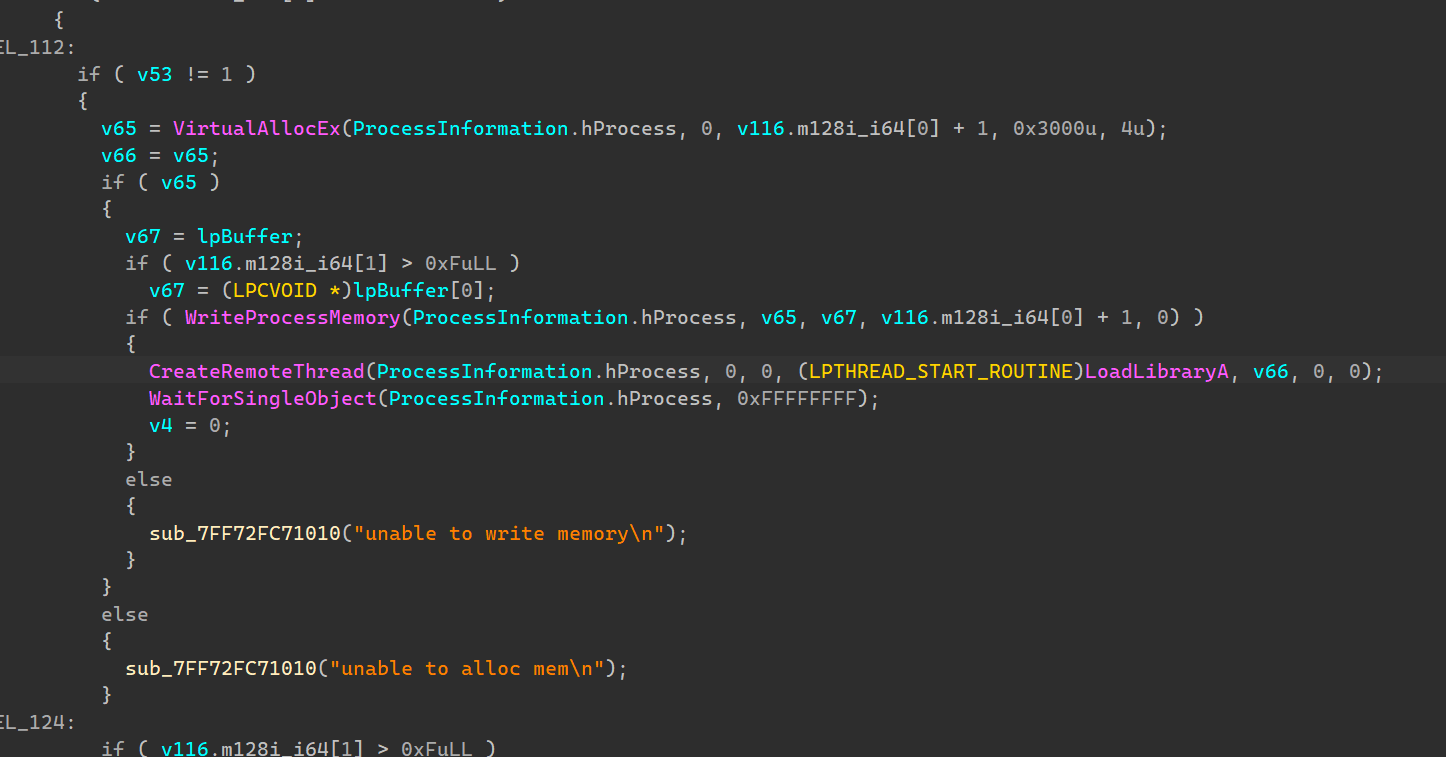 {
EL_112:
if ( v53 != 1 )
{
v65 = VirtualAllocEx(ProcessInformation.hProcess, 0, v116.m128i_i64[0] + 1, 0x3000u, 4u);
v66 = v65;
if ( v65 )
{
v67 = lpBuffer;
if ( v116.m128i_i64[1] > 0xFuLL )
v67 = (LPCVOID *)lpBuffer[0];
if ( WriteProcessMemory(ProcessInformation.hProcess, v65, v67, v116.m128i_i64[0] + 1, 0) )
{
CreateRemoteThread(ProcessInformation.hProcess, 0, 0, (LPTHREAD_START_ROUTINE)LoadLibraryA, v66, 0, 0);
WaitForSingleObject(ProcessInformation.hProcess, 0xFFFFFFFF);
v4 = 0;
}
else
{
sub_7FF72FC71010("unable to write memory\n");
}
}
else
{
sub_7FF72FC71010("unable to alloc mem\n");
}
EL_124:
if ( v116.m128i_i64[1] > 0xFuLL )